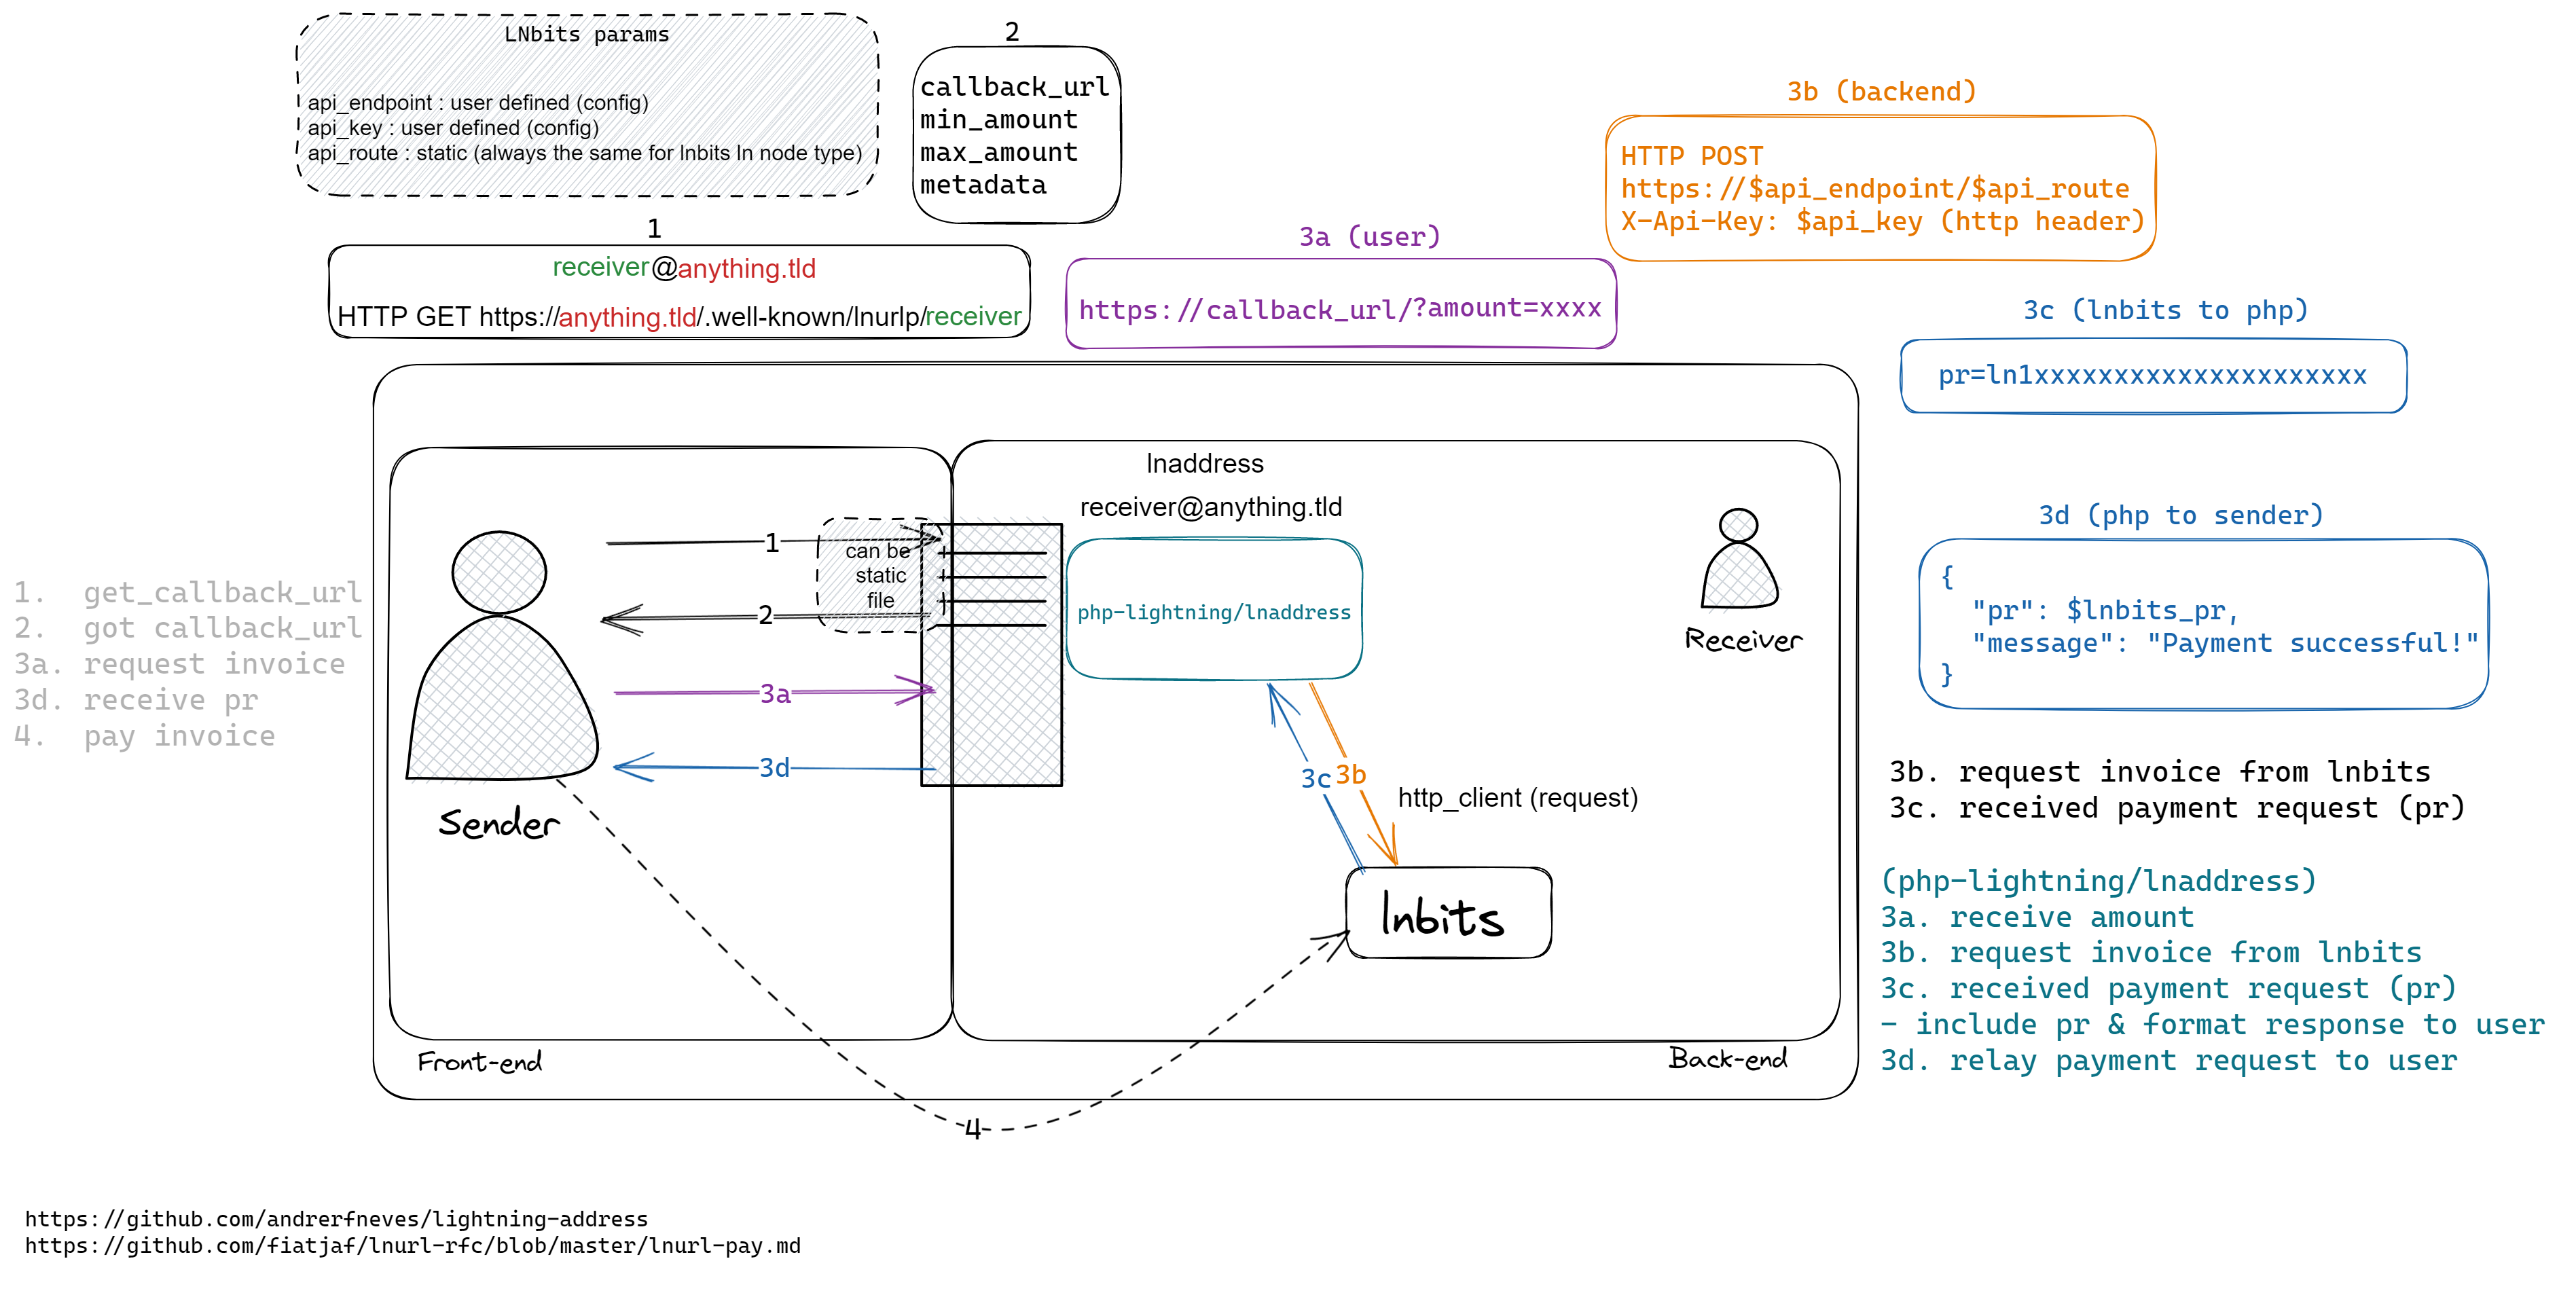 LNbits params
api_endpoint : user defined (config)
api_key : user defined (config)
api_route : static (always the same for lnbits ln node type)
2
callback_url
min_amount
max_amount
metadata
1
receiver@anything.tld
HTTP GET https://anything.tld/.well-known/lnurlp/receiver
3a (user)
https://callback_url/?amount=xxxx
3b (backend)
HTTP POST
https://$api_endpoint/$api_route
X-Api-Key: $api_key (http header)
3c (lnbits to php)
pr=ln1xxxxxxxxxxxxxxxxxxxxx
3d (php to sender)
{
"pr": $lnbits_pr,
"message": "Payment successful!"
}
1. get_callback_url
2. got callback_url
3a. request invoice
3d. receive pr
4. pay invoice
Sender
1
2
3a
3d
can be
static
file
lnaddress
receiver@anything.tld
php-lightning/lnaddress
Receiver
3c
3b
http_client (request)
lnbits
Front-end
Back-end
4
3b. request invoice from lnbits
3c. received payment request (pr)
(php-lightning/lnaddress)
3a. receive amount
3b. request invoice from lnbits
3c. received payment request (pr)
- include pr & format response to user
3d. relay payment request to user
https://github.com/andrerfneves/lightning-address
https://github.com/fiatjaf/lnurl-rfc/blob/master/lnurl-pay.md